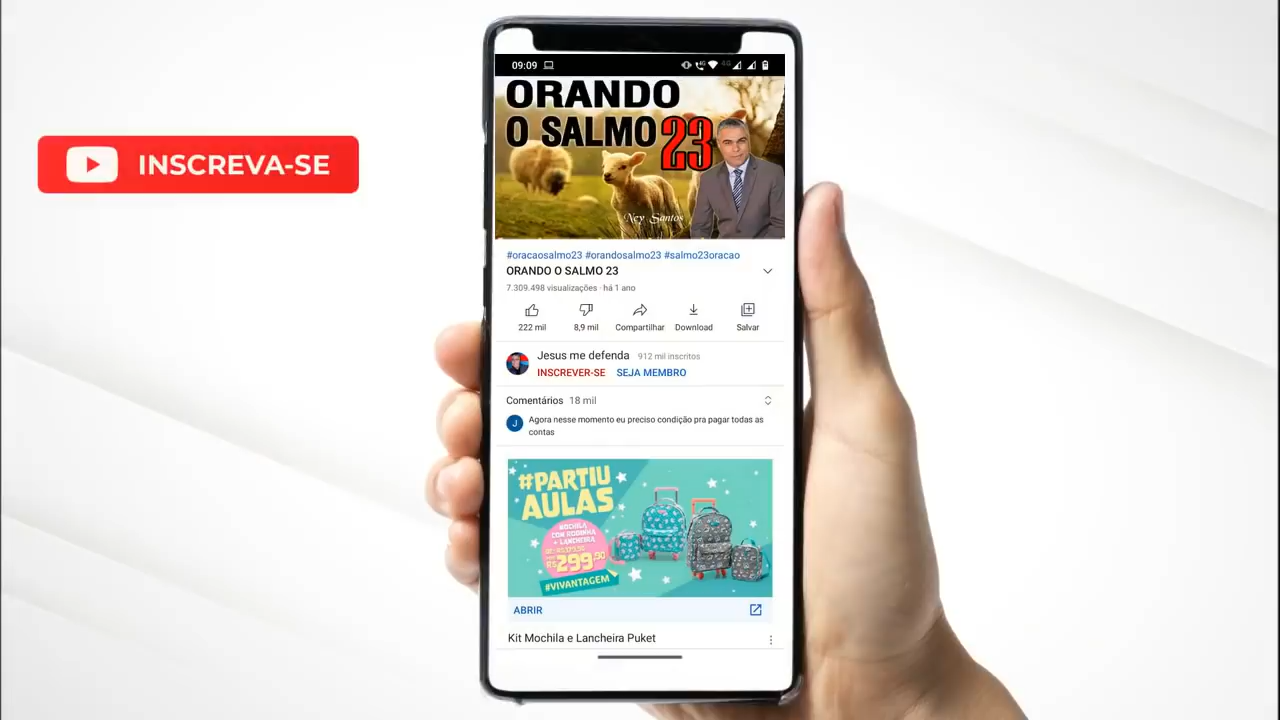 INSCREVA-SE
09:09
ORANDO
O SALMO 23
Ney Santos
#oracaosalmo23 #orandosalmo23 #salmo23oracao
ORANDO O SALMO 23
7.309.498 visualizações · há 1 ano
222 mil
8,9 mil
Compartilhar
Download
Salvar
Jesus me defenda 912 mil inscritos
INSCREVER-SE SEJA MEMBRO
Comentários 18 mil
J
Agora nesse momento eu preciso condição pra pagar todas as
contas
#PARTIU
AULAS
MOCHILA
COM RODINHA
+ LANCHEIRA
R$299,90
#VIVANTAGEM
ABRIR
Kit Mochila e Lancheira Puket